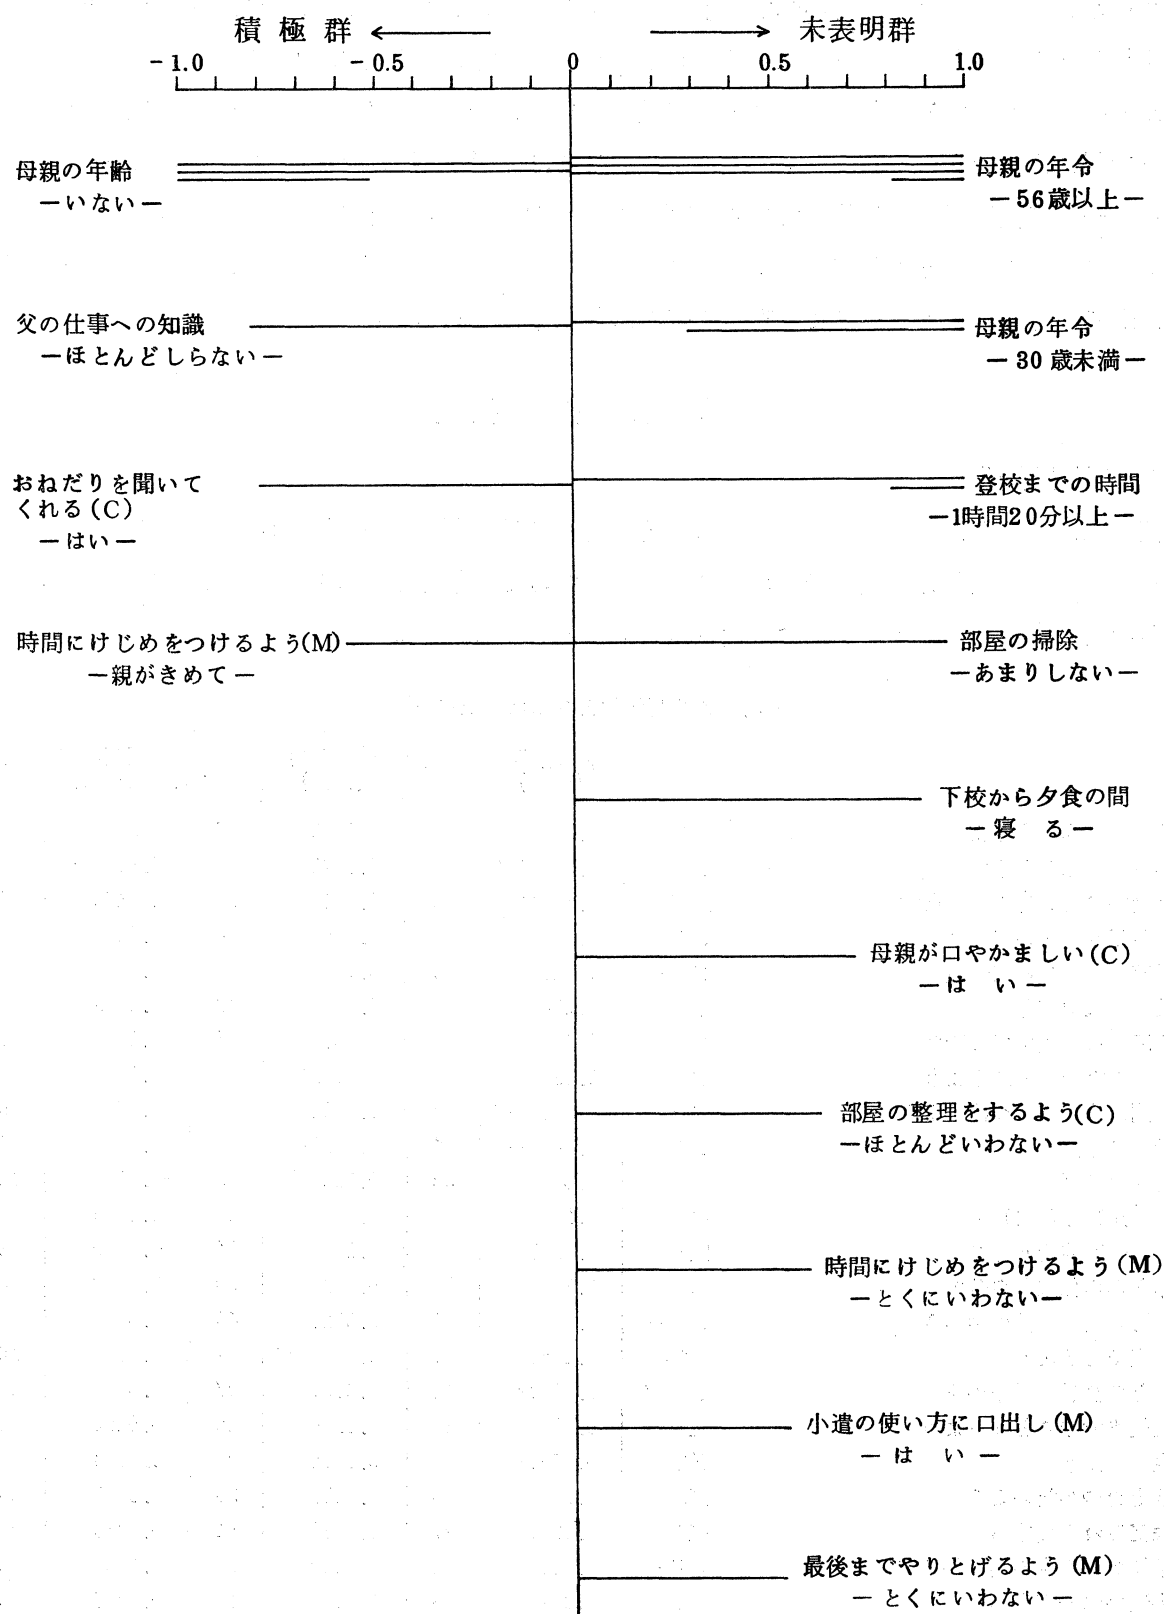 積極群 ← → 未表明群
-1.0 -0.5 0 0.5 1.0
母親の年齢
ーいないー
母親の年令
ー56歳以上ー
父の仕事への知識
ーほとんどしらないー
母親の年令
ー30歳未満ー
おねだりを聞いて
くれる(C)
ーはいー
登校までの時間
ー1時間20分以上ー
時間にけじめをつけるよう(M)
ー親がきめてー
部屋の掃除
ーあまりしないー
下校から夕食の間
ー寝 るー
母親が口やかましい(C)
ーは いー
部屋の整理をするよう(C)
ーほとんどいわないー
時間にけじめをつけるよう(M)
ーとくにいわないー
小遣の使い方に口出し(M)
ーは いー
最後までやりとげるよう(M)
ーとくにいわないー